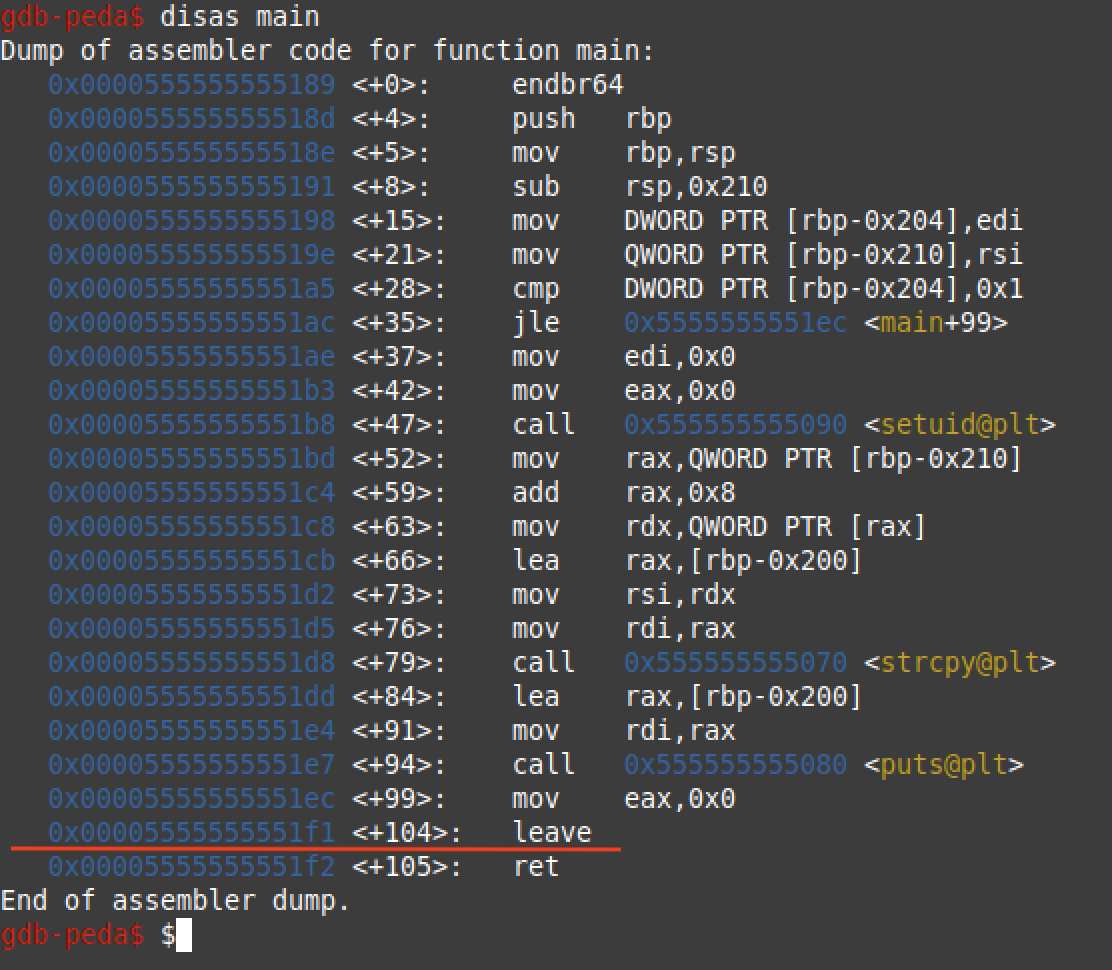 gdb-peda$ disas main
Dump of assembler code for function main:
   0x0000555555555189 <+0>:     endbr64
   0x000055555555518d <+4>:     push   rbp
   0x000055555555518e <+5>:     mov    rbp,rsp
   0x0000555555555191 <+8>:     sub    rsp,0x210
   0x0000555555555198 <+15>:    mov    DWORD PTR [rbp-0x204],edi
   0x000055555555519e <+21>:    mov    QWORD PTR [rbp-0x210],rsi
   0x00005555555551a5 <+28>:    cmp    DWORD PTR [rbp-0x204],0x1
   0x00005555555551ac <+35>:    jle    0x5555555551ec <main+99>
   0x00005555555551ae <+37>:    mov    edi,0x0
   0x00005555555551b3 <+42>:    mov    eax,0x0
   0x00005555555551b8 <+47>:    call   0x555555555090 <setuid@plt>
   0x00005555555551bd <+52>:    mov    rax,QWORD PTR [rbp-0x210]
   0x00005555555551c4 <+59>:    add    rax,0x8
   0x00005555555551c8 <+63>:    mov    rdx,QWORD PTR [rax]
   0x00005555555551cb <+66>:    lea    rax,[rbp-0x200]
   0x00005555555551d2 <+73>:    mov    rsi,rdx
   0x00005555555551d5 <+76>:    mov    rdi,rax
   0x00005555555551d8 <+79>:    call   0x555555555070 <strcpy@plt>
   0x00005555555551dd <+84>:    lea    rax,[rbp-0x200]
   0x00005555555551e4 <+91>:    mov    rdi,rax
   0x00005555555551e7 <+94>:    call   0x555555555080 <puts@plt>
   0x00005555555551ec <+99>:    mov    eax,0x0
   0x00005555555551f1 <+104>:   leave
   0x00005555555551f2 <+105>:   ret
End of assembler dump.
gdb-peda$ $